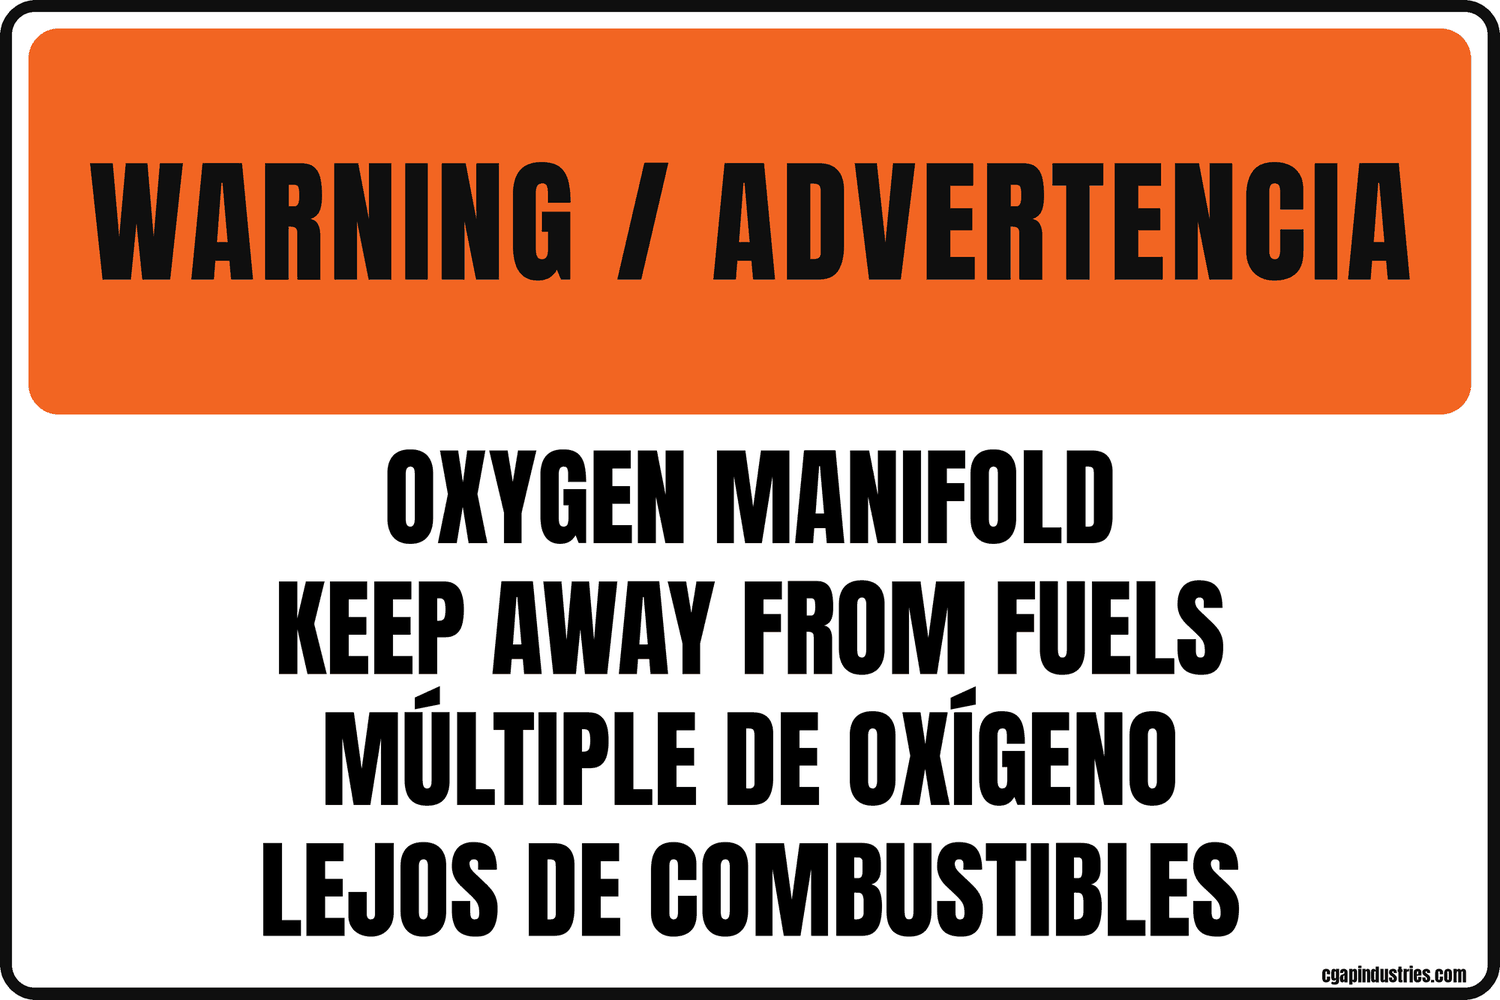 WARNING / ADVERTENCIA
OXYGEN MANIFOLD
KEEP AWAY FROM FUELS
MÚLTIPLE DE OXÍGENO
LEJOS DE COMBUSTIBLES
cgapindustries.com